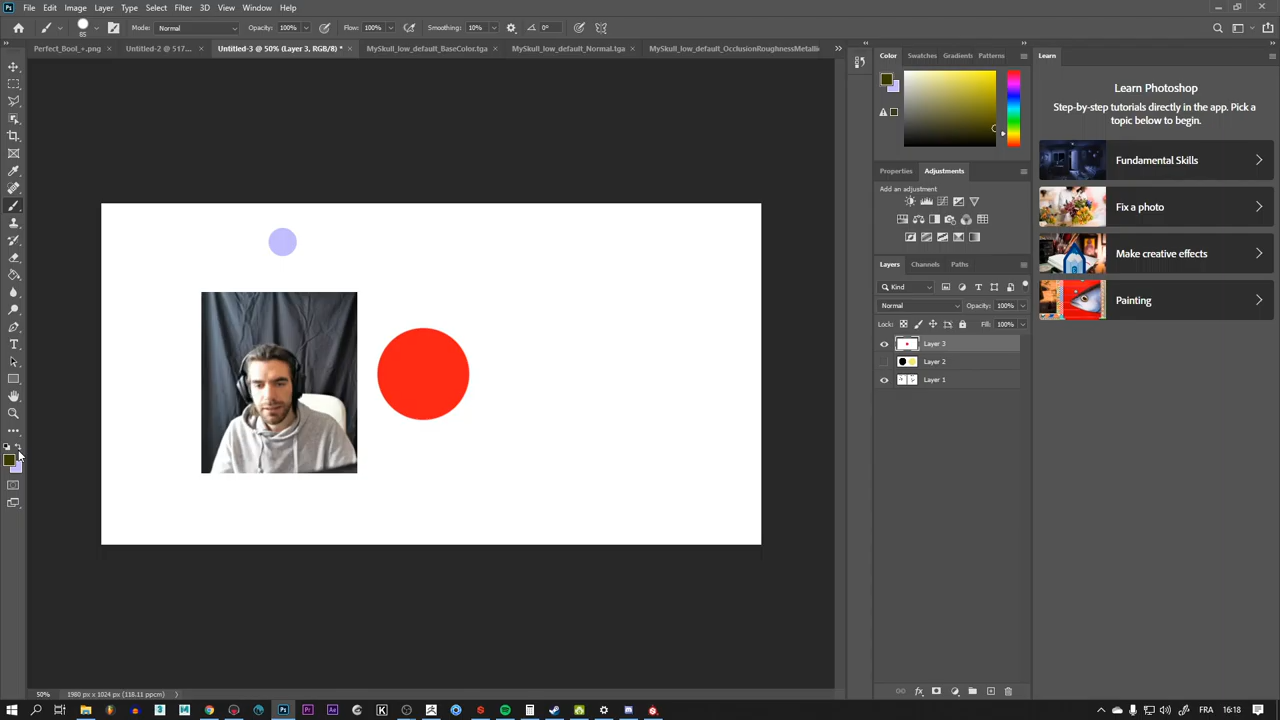 File Edit Image Layer Type Select Filter 3D View Window Help
85 Mode: Normal Opacity: 100% Flow: 100% Smoothing: 10% 0°
Perfect_Bool_+.png × Untitled-2 @ 517... × Untitled-3 @ 50% (Layer 3, RGB/8) * × MySkull_low_default_BaseColor.tga × MySkull_low_default_Normal.tga × MySkull_low_default_OcclusionRoughnessMetallic
Color Swatches Gradients Patterns
Learn
Learn Photoshop
Step-by-step tutorials directly in the app. Pick a
topic below to begin.
Fundamental Skills
Fix a photo
Make creative effects
Painting
Properties Adjustments
Add an adjustment
Layers Channels Paths
Kind
Normal Opacity: 100%
Lock: Fill: 100%
Layer 3
Layer 2
Layer 1
50% 1980 px x 1024 px (118.11 ppcm)
FRA 16:18